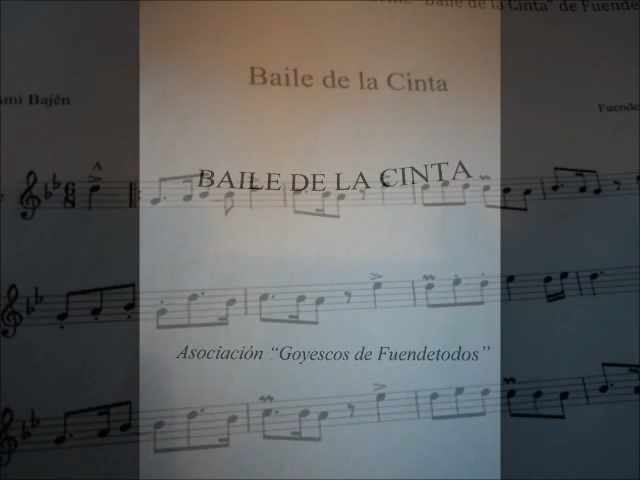 "Baile de la Cinta" de Fuende
Baile de la Cinta
Bajén
Fuende
BAILE DE LA CINTA
Asociación “Goyescos de Fuendetodos”